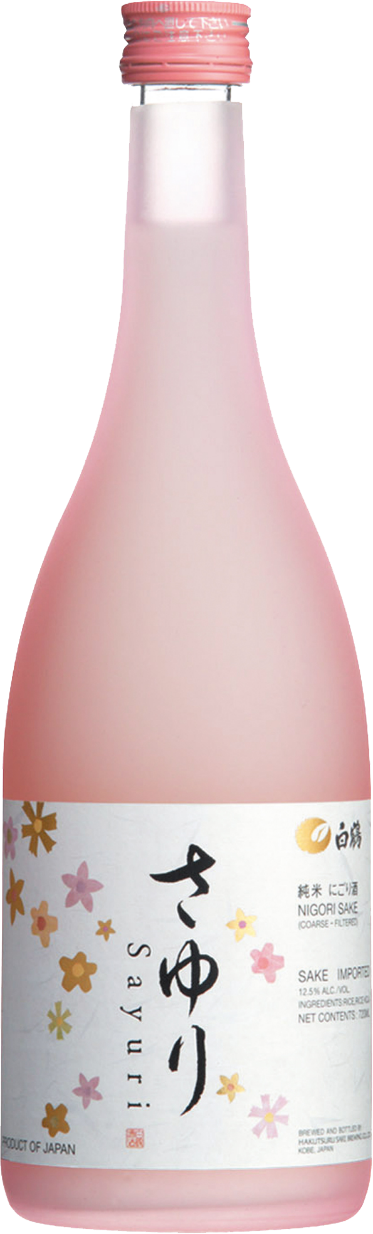 さゆり
Sayuri
白鶴
純米 にごり酒
NIGORI SAKE
(COARSE • FILTERED)
SAKE IMPORTED
12.5% ALC./VOL.
INGREDIENTS:RICE,RICE
NET CONTENTS: 720ML
BREWED AND BOTTLED BY
HAKUTSURU SAKE BREWING CO.,
KOBE, JAPAN
PRODUCT OF JAPAN